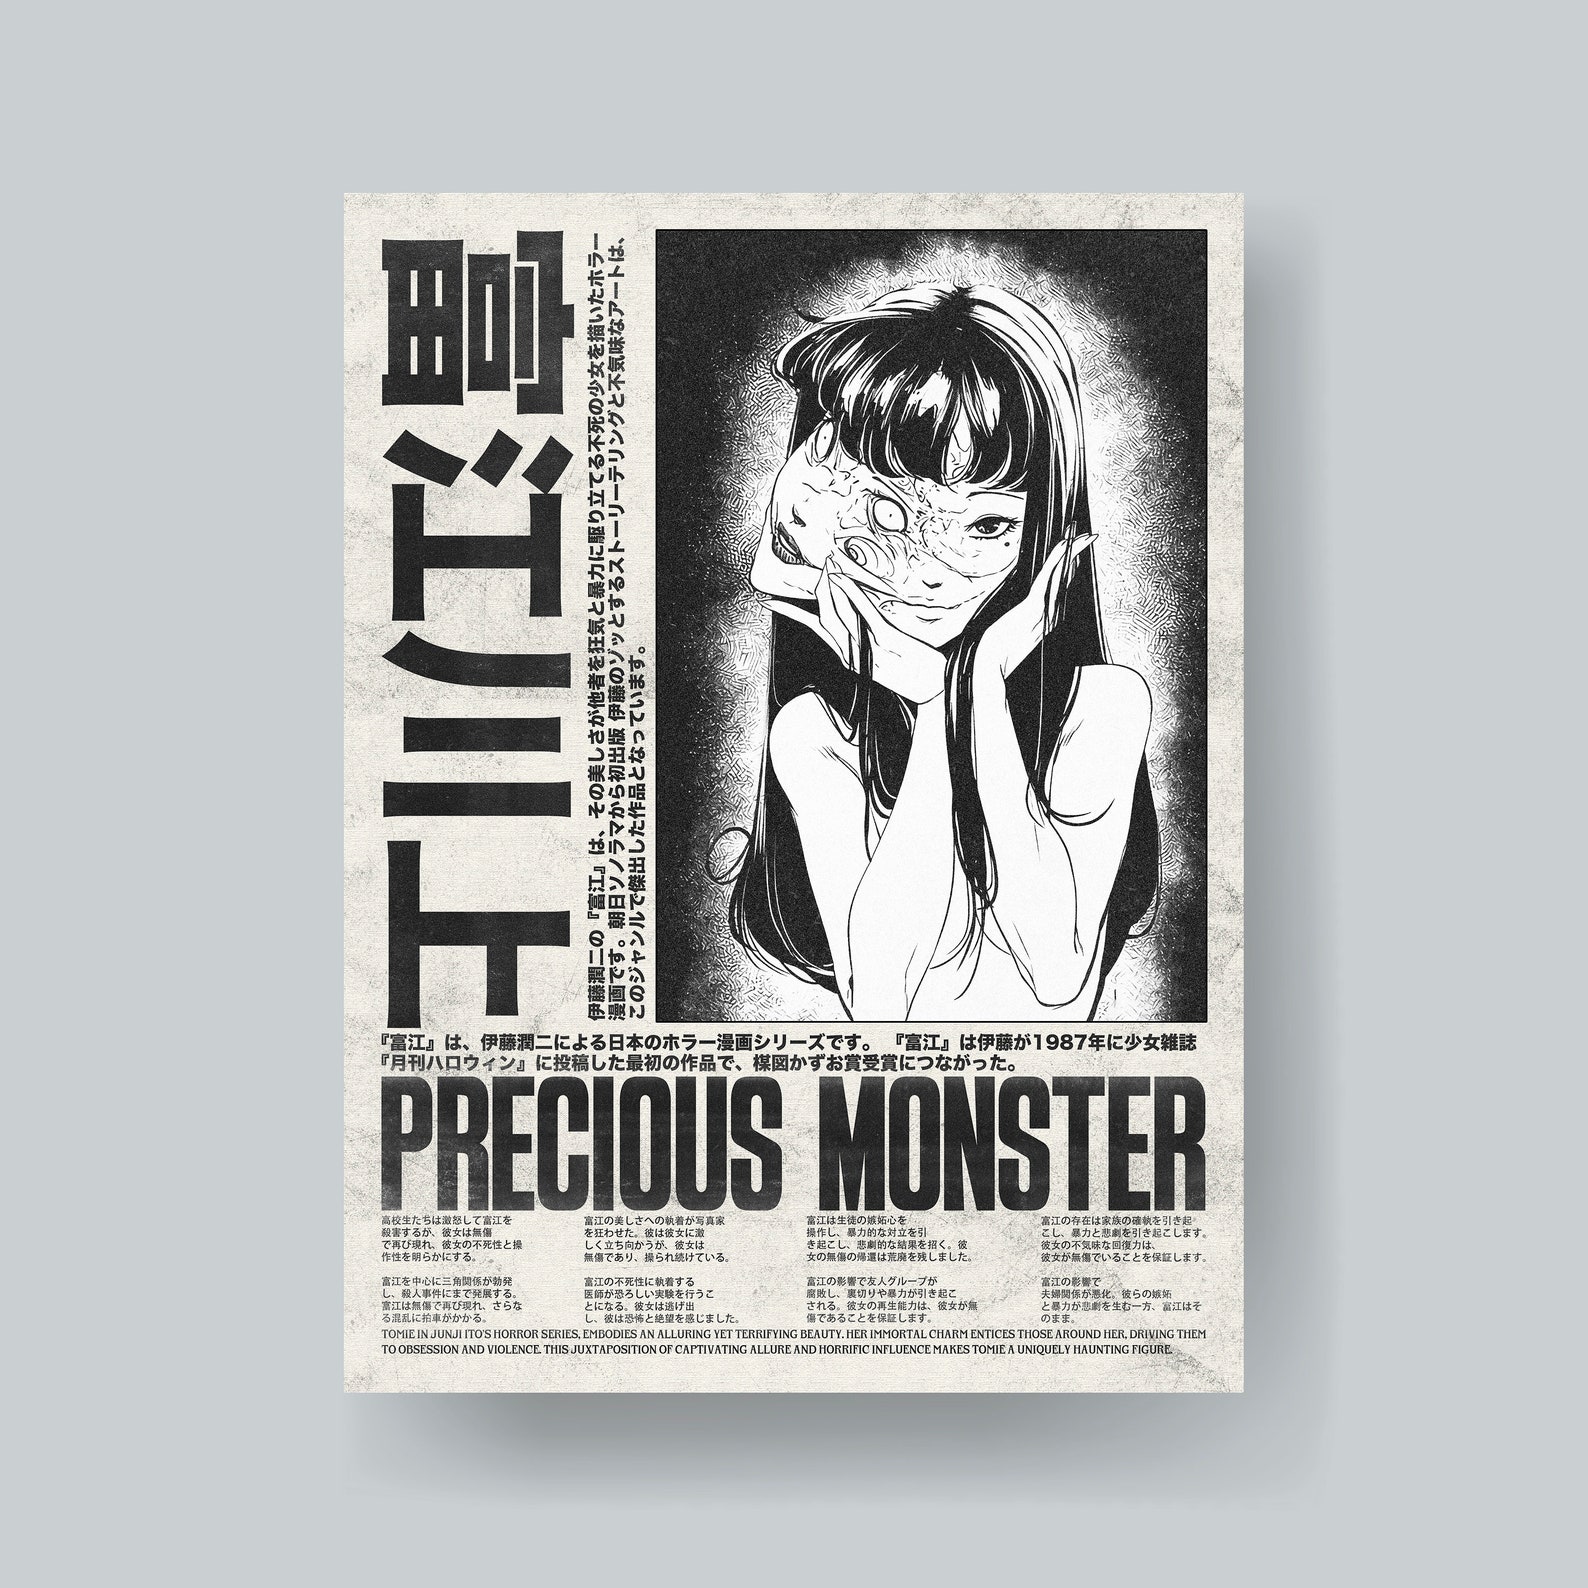 富江川上
伊藤潤二の『富江』は、その美しさが他者を狂気と暴力に駆り立てる不死の少女を描いたホラー
漫画です。朝日ソノラマから初出版 伊藤のゾッとするストーリーテリングと不気味なアートは、
このジャンルで傑出した作品となっています。
『富江』は、伊藤潤二による日本のホラー漫画シリーズです。 『富江』は伊藤が1987年に少女雑誌
『月刊ハロウィン』に投稿した最初の作品で、楳図かずお賞受賞につながった。
PRECIOUS MONSTER
高校生たちは激怒して富江を
殺害するが、彼女は無傷
で再び現れ、彼女の不死性と操
作性を明らかにする。
富江の美しさへの執着が写真家
を狂わせた。彼は彼女に激
しく立ち向かうが、彼女は
無傷であり、操られ続けている。
富江は生徒の嫉妬心を
操作し、暴力的な対立を引
き起こし、悲劇的な結果を招く。彼
女の無傷の帰還は荒廃を残しました。
富江の存在は家族の確執を引き起
こし、暴力と悲劇を引き起こします。
彼女の不気味な回復力は、
彼女が無傷でいることを保証します。
富江を中心に三角関係が勃発
し、殺人事件にまで発展する。
富江は無傷で再び現れ、さらな
る混乱に拍車がかかる。
富江の不死性に執着する
医師が恐ろしい実験を行うこ
とになる。彼女は逃げ出
し、彼は恐怖と絶望を感じました。
富江の影響で友人グループが
腐敗し、裏切りや暴力が引き起こ
される。彼女の再生能力は、彼女が無
傷であることを保証します。
富江の影響で
夫婦関係が悪化。彼らの嫉妬
と暴力が悲劇を生む一方、富江はそ
のまま。
TOMIE IN JUNJI ITO'S HORROR SERIES, EMBODIES AN ALLURING YET TERRIFYING BEAUTY. HER IMMORTAL CHARM ENTICES THOSE AROUND HER, DRIVING THEM
TO OBSESSION AND VIOLENCE. THIS JUXTAPOSITION OF CAPTIVATING ALLURE AND HORRIFIC INFLUENCE MAKES TOMIE A UNIQUELY HAUNTING FIGURE.